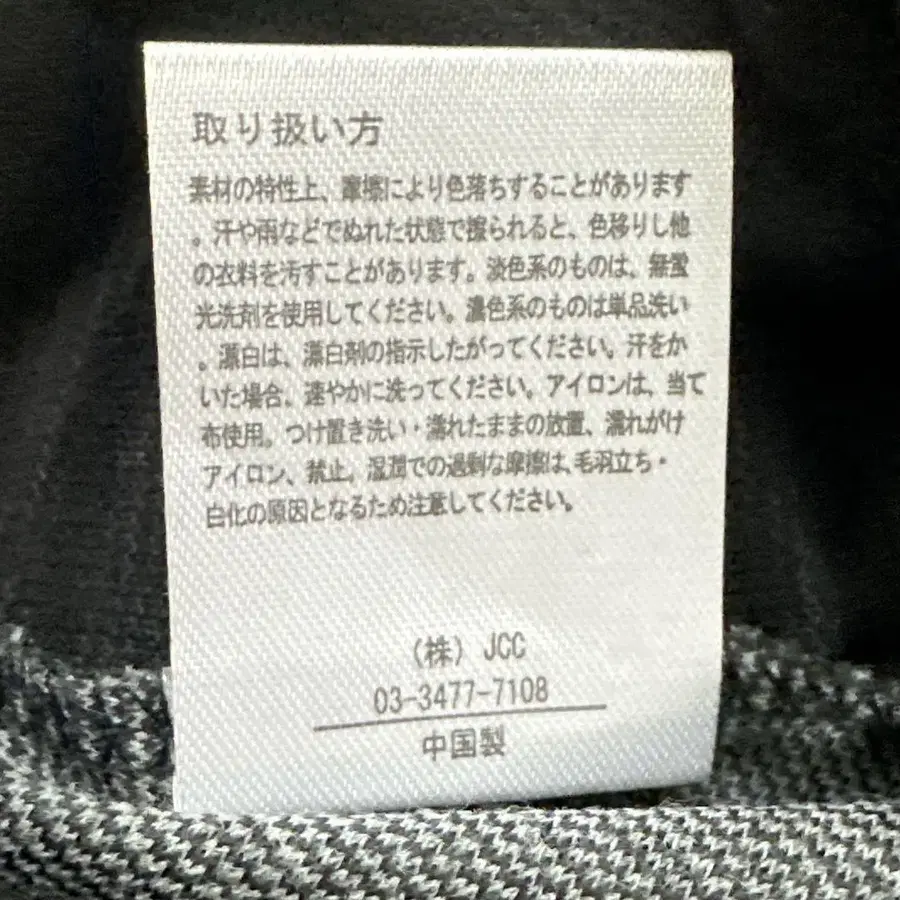 取り扱い方
素材の特性上、摩擦により色落ちすることがあります
。汗や雨などでぬれた状態で擦られると、色移りし他
の衣料を汚すことがあります。淡色系のものは、無蛍
光洗剤を使用してください。濃色系のものは単品洗い
。漂白は、漂白剤の指示したがってください。汗をか
いた場合、速やかに洗ってください。アイロンは、当て
布使用。つけ置き洗い・濡れたままの放置、濡れがけ
アイロン、禁止。湿潤での過剰な摩擦は、毛羽立ち・
白化の原因となるため注意してください。
(株) JCC
03-3477-7108
中国製